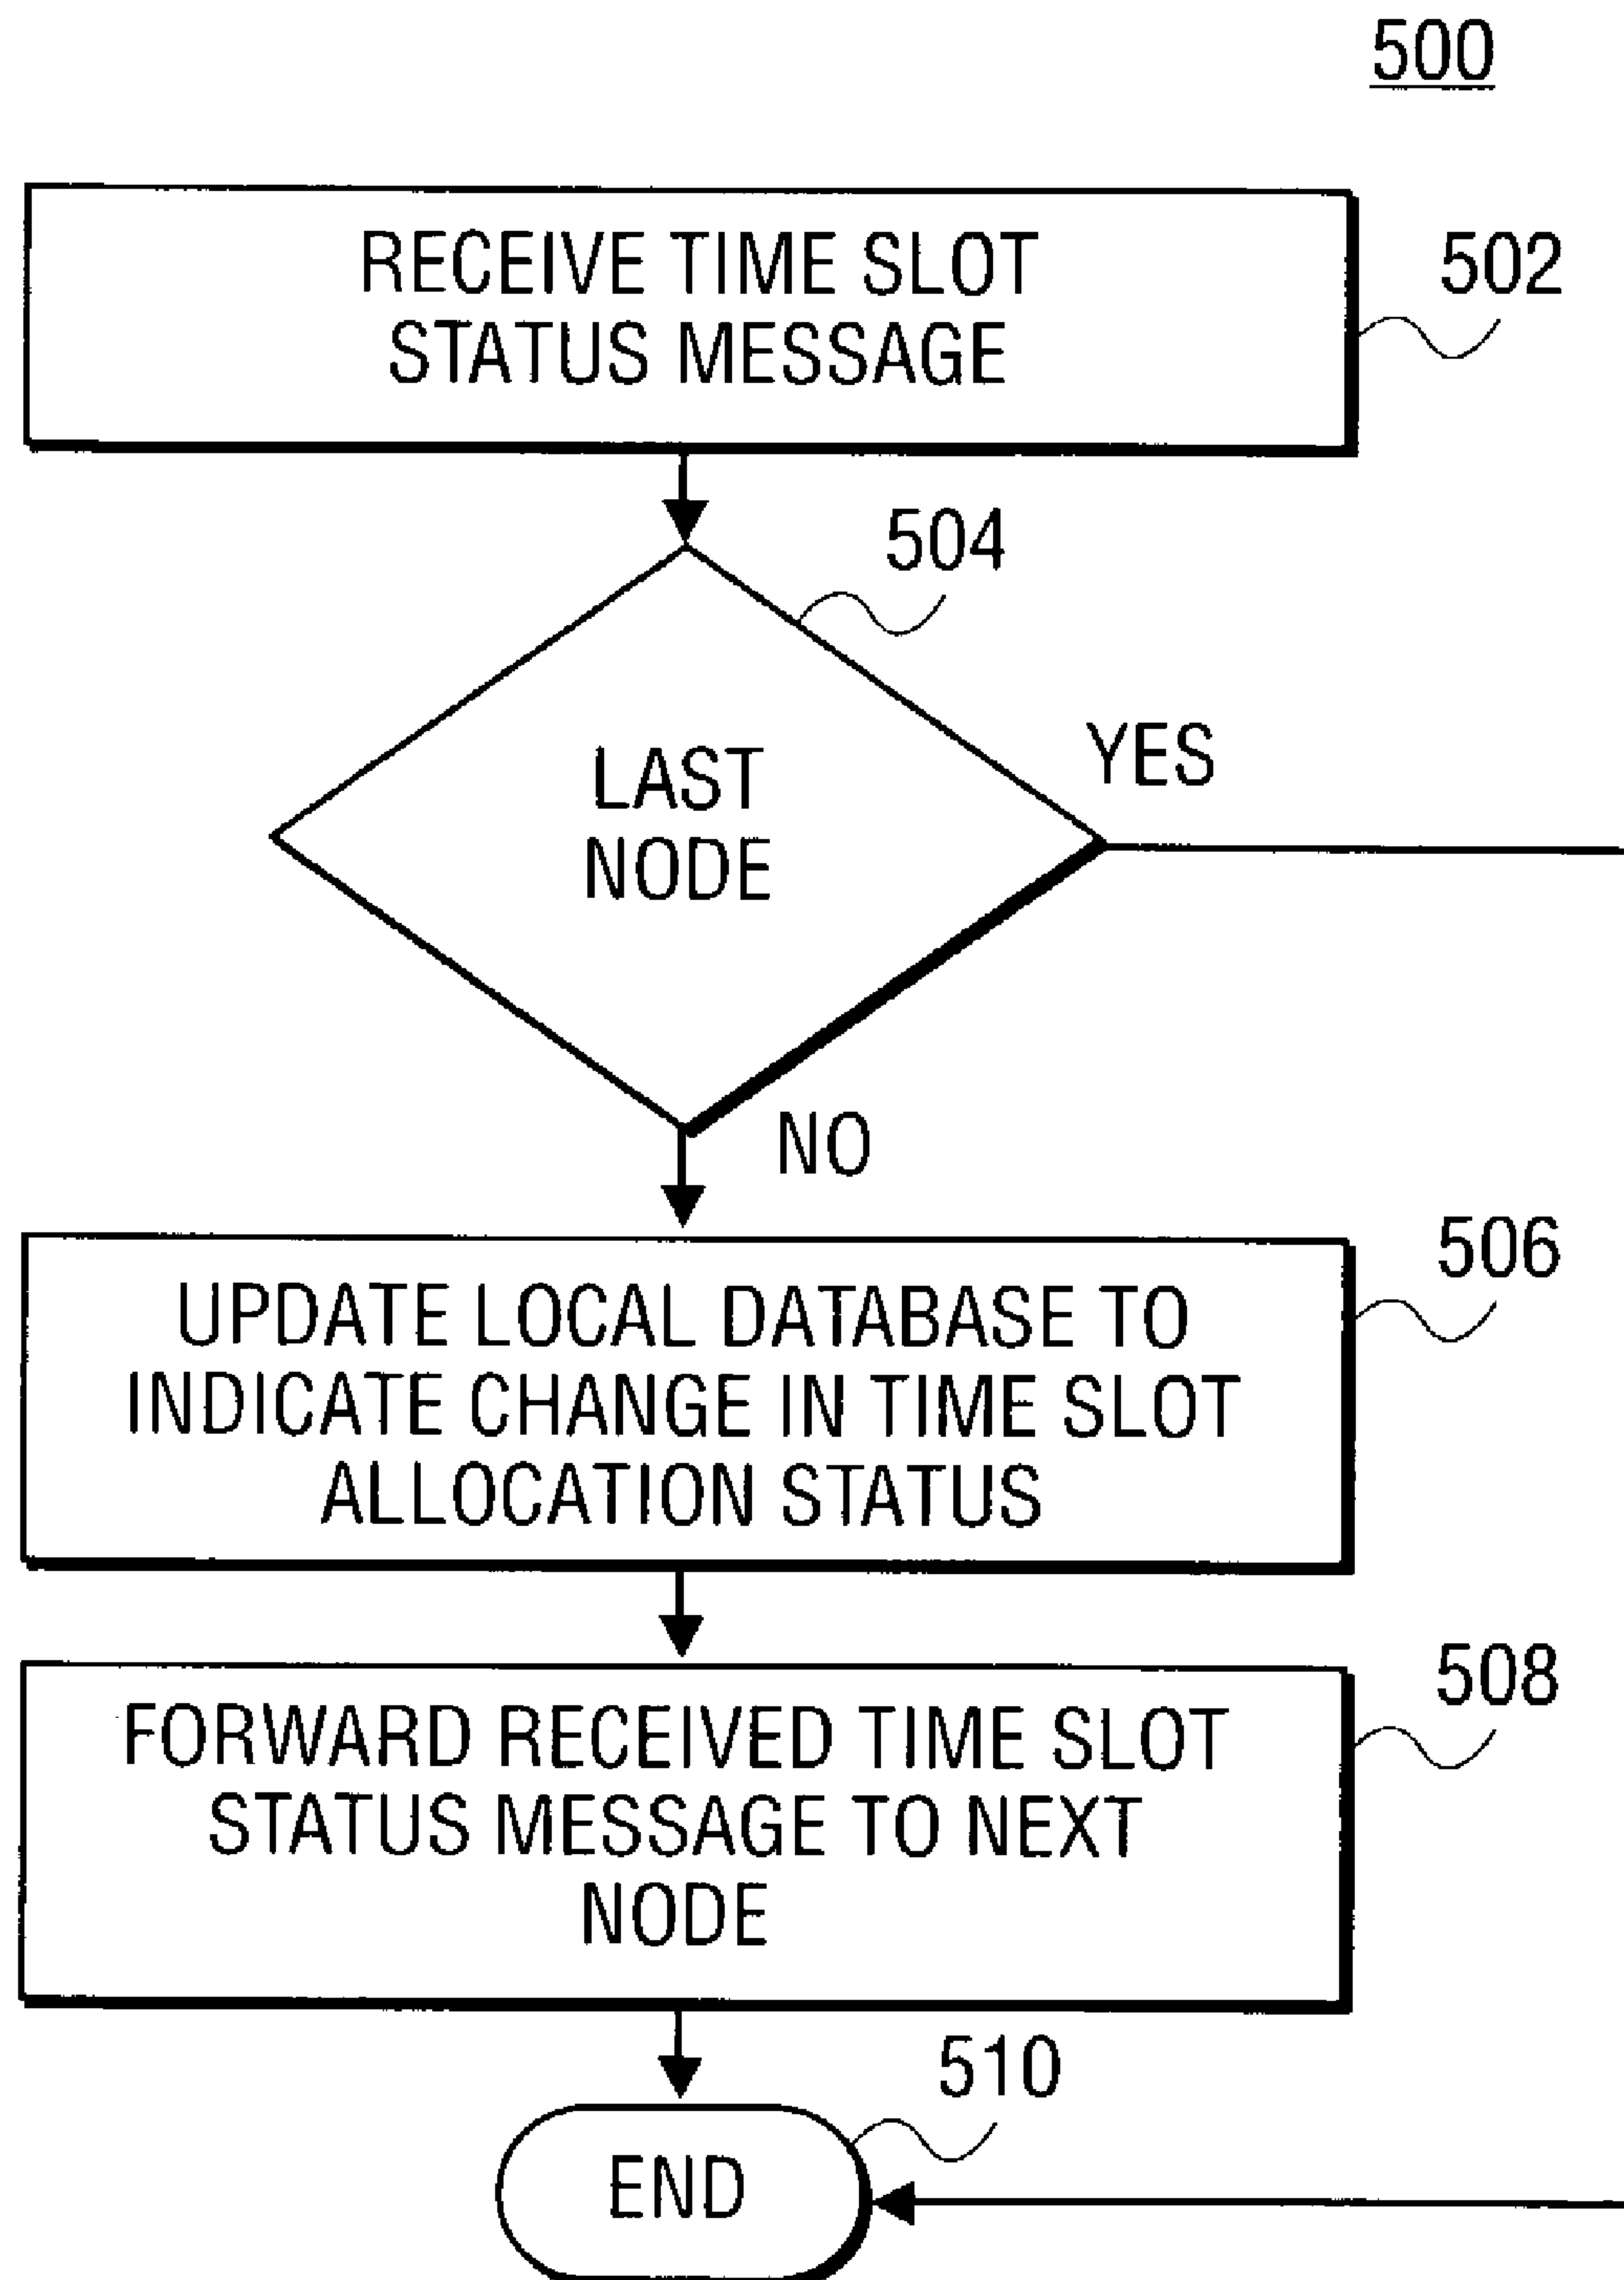 500
RECEIVE TIME SLOT
STATUS MESSAGE
502
504
LAST
NODE
YES
NO
UPDATE LOCAL DATABASE TO
INDICATE CHANGE IN TIME SLOT
ALLOCATION STATUS
506
FORWARD RECEIVED TIME SLOT
STATUS MESSAGE TO NEXT
NODE
508
510
END